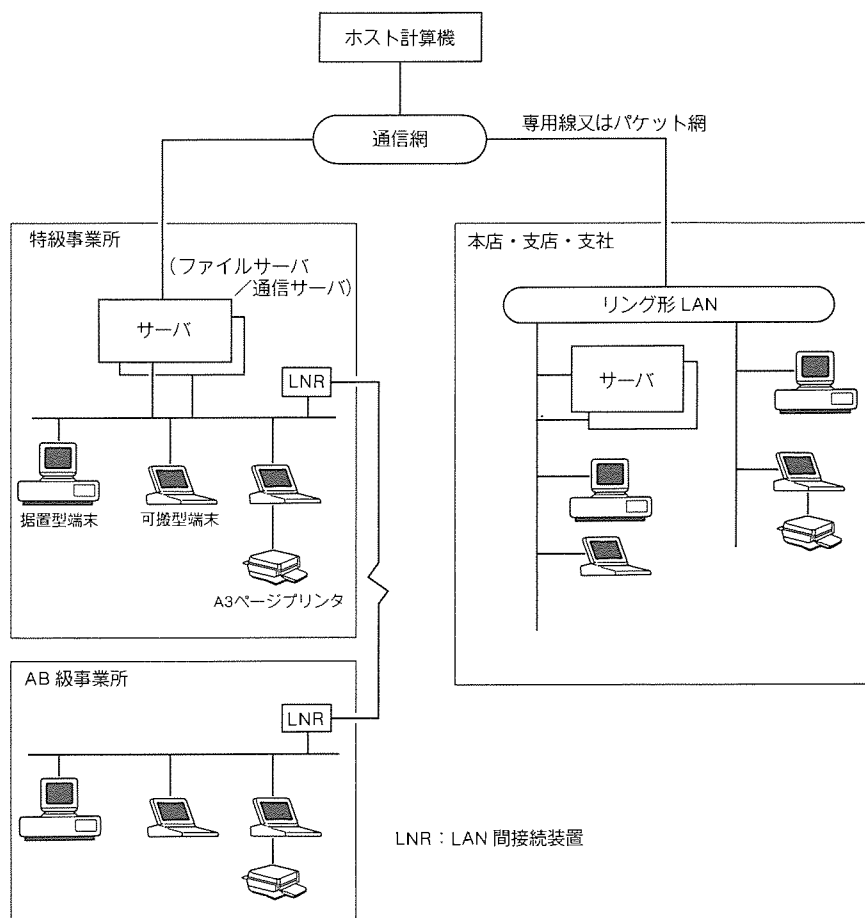 ホスト計算機
通信網
専用線又はパケット網
特級事業所
(ファイルサーバ
／通信サーバ)
サーバ
LNR
据置型端末
可搬型端末
A3ページプリンタ
本店・支店・支社
リング形 LAN
サーバ
AB 級事業所
LNR
LNR：LAN 間接続装置